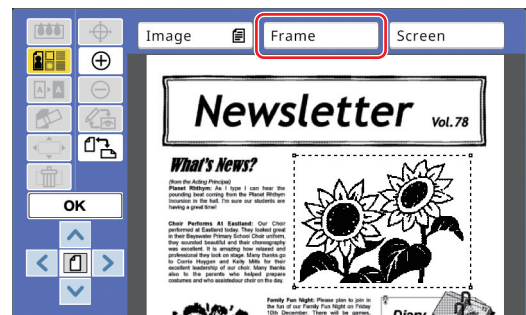 Image
Frame
Screen
Newsletter Vol. 78
What's News?
(from the Acting Principal)
Planet Rhthym: As I type I can hear the
pounding beat coming from the Planet Rhthym
incursion in the hall. I'm sure our students are
having a great time!
Choir Performs At Eastland: Our Choir
performed at Eastland today. They looked great
in their Bayswater Primary School Choir uniform,
they sounded beautiful and their choreography
was excellent. It is amazing how relaxed and
professional they look on stage. Many thanks go
to Corrie Huygen and Kelly Mills for their
excellent leadership of our choir. Many thanks
also to the parents who helped prepare
costumes and who assistedour choir on the day.
Family Fun Night: Please plan to join in
the fun of our Family Fun Night on Friday
10th December. There will be games,
Diary
A A
OK